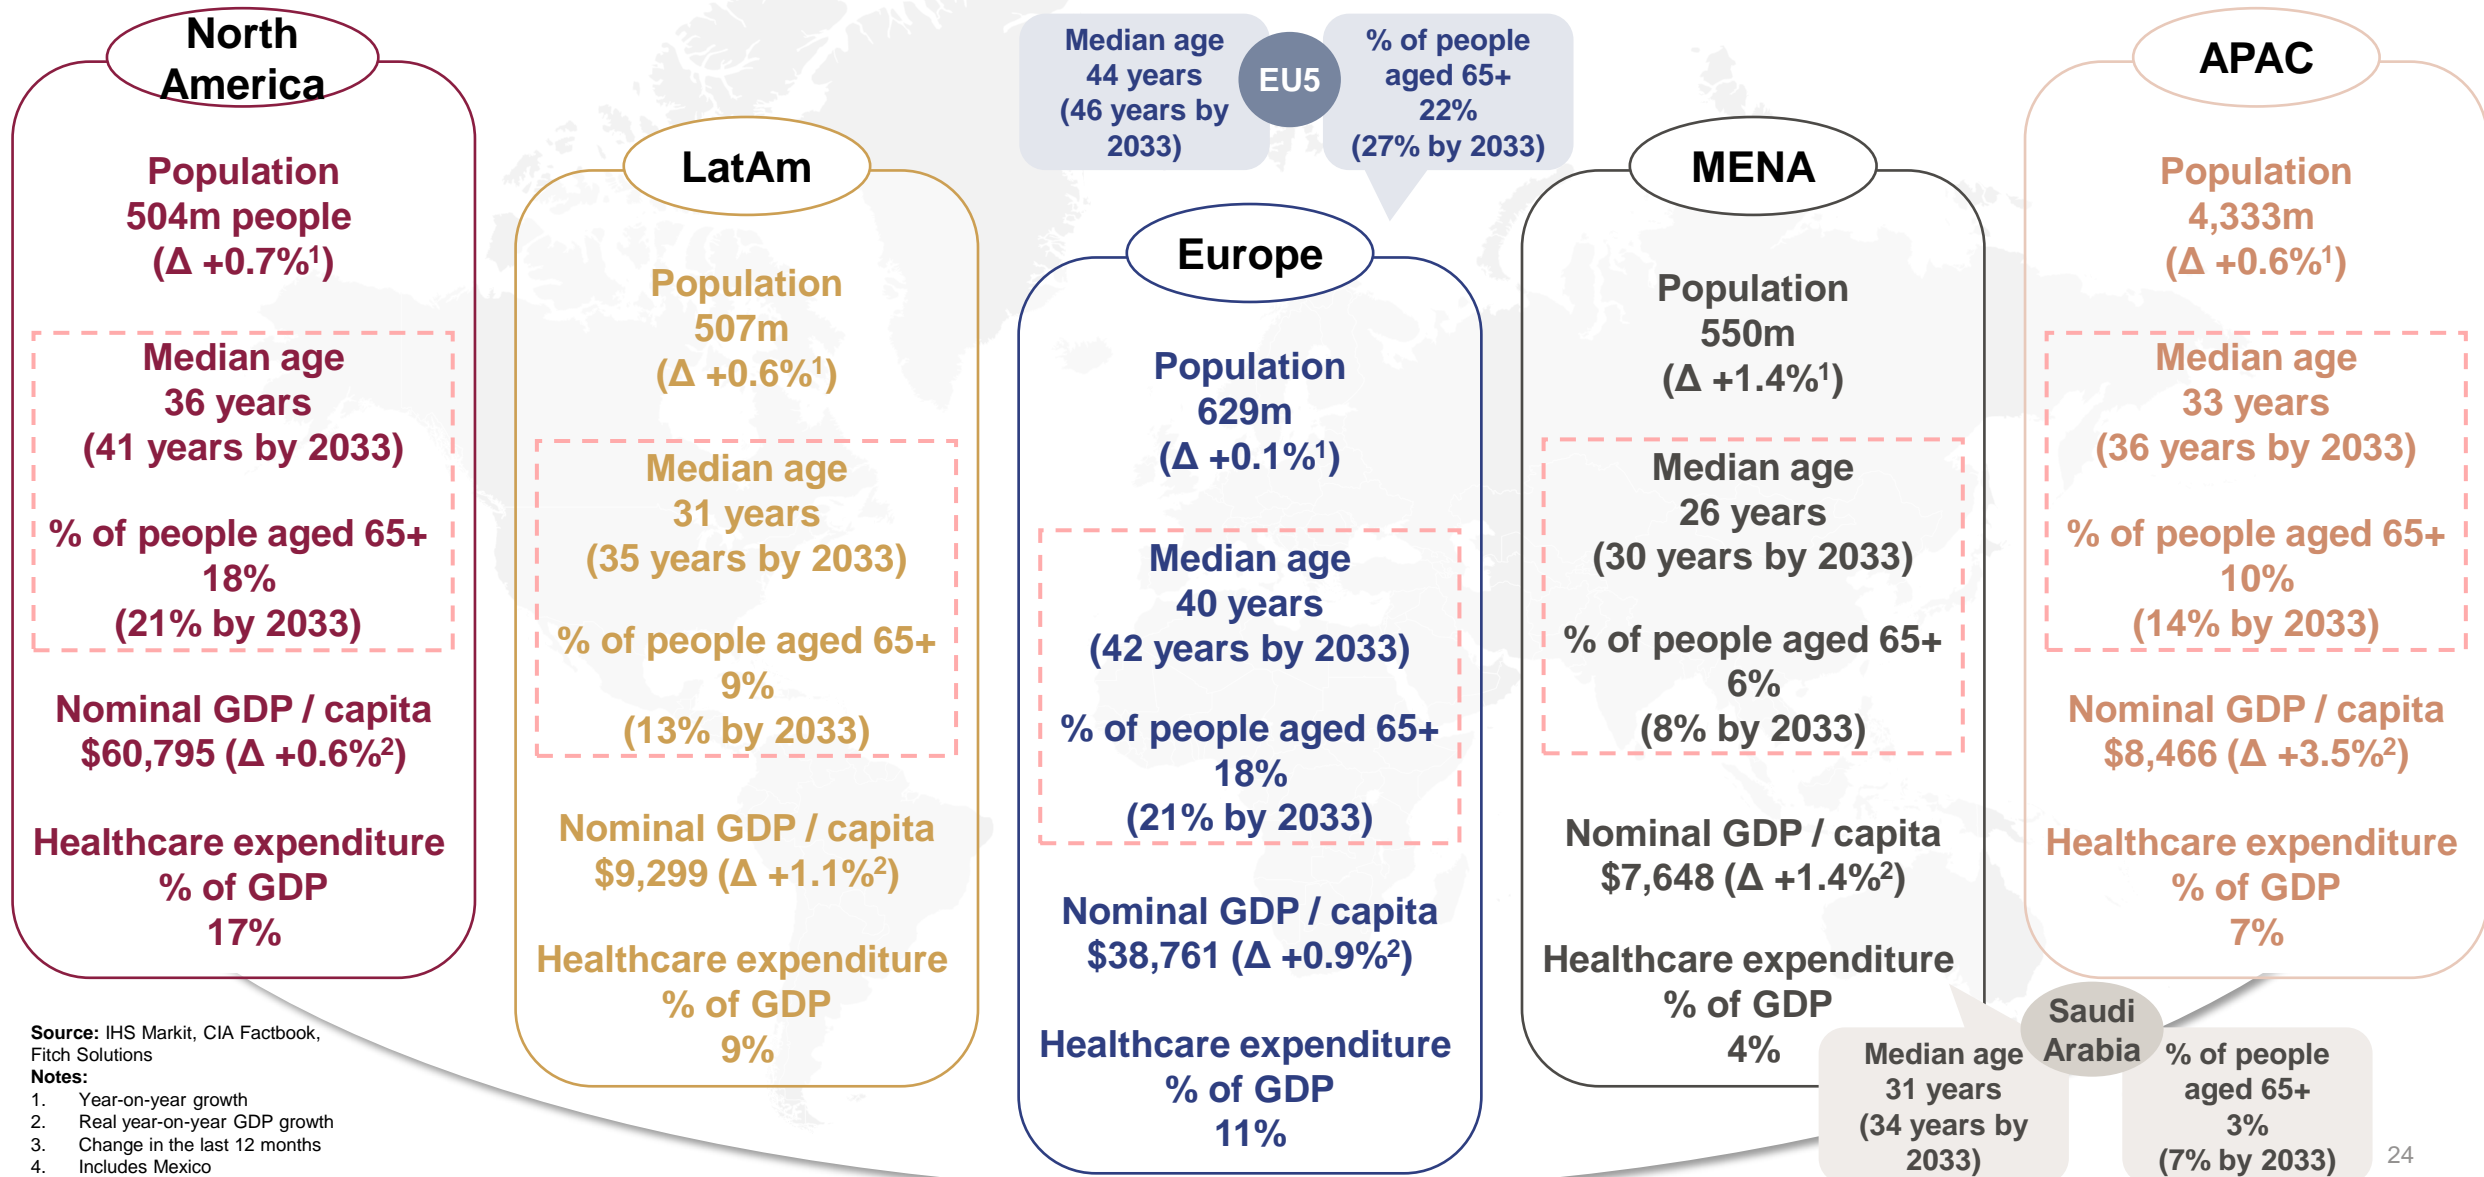 North
America
Population
504m people
(Δ +0.7%¹)
Median age
36 years
(41 years by 2033)
% of people aged 65+
18%
(21% by 2033)
Nominal GDP / capita
$60,795 (Δ +0.6%²)
Healthcare expenditure
% of GDP
17%
LatAm
Population
507m
(Δ +0.6%¹)
Median age
31 years
(35 years by 2033)
% of people aged 65+
9%
(13% by 2033)
Nominal GDP / capita
$9,299 (Δ +1.1%²)
Healthcare expenditure
% of GDP
9%
Median age
44 years
(46 years by
2033)
EU5
% of people
aged 65+
22%
(27% by 2033)
Europe
Population
629m
(Δ +0.1%¹)
Median age
40 years
(42 years by 2033)
% of people aged 65+
18%
(21% by 2033)
Nominal GDP / capita
$38,761 (Δ +0.9%²)
Healthcare expenditure
% of GDP
11%
MENA
Population
550m
(Δ +1.4%¹)
Median age
26 years
(30 years by 2033)
% of people aged 65+
6%
(8% by 2033)
Nominal GDP / capita
$7,648 (Δ +1.4%²)
Healthcare expenditure
% of GDP
4%
Saudi
Arabia
Median age
31 years
(34 years by
2033)
% of people
aged 65+
3%
(7% by 2033)
APAC
Population
4,333m
(Δ +0.6%¹)
Median age
33 years
(36 years by 2033)
% of people aged 65+
10%
(14% by 2033)
Nominal GDP / capita
$8,466 (Δ +3.5%²)
Healthcare expenditure
% of GDP
7%
Source: IHS Markit, CIA Factbook,
Fitch Solutions
Notes:
1. Year-on-year growth
2. Real year-on-year GDP growth
3. Change in the last 12 months
4. Includes Mexico
24